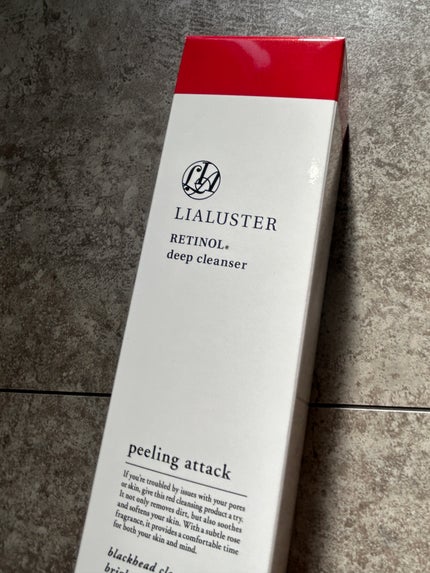 LIA
LIALUSTER
RETINOL*
deep cleanser
peeling attack
If you're troubled by issues with your pores
or skin, give this red cleansing product a try.
It not only removes dirt, but also soothes
and softens your skin. With a subtle rose
fragrance, it provides a comfortable time
for both your skin and mind.
blackhead